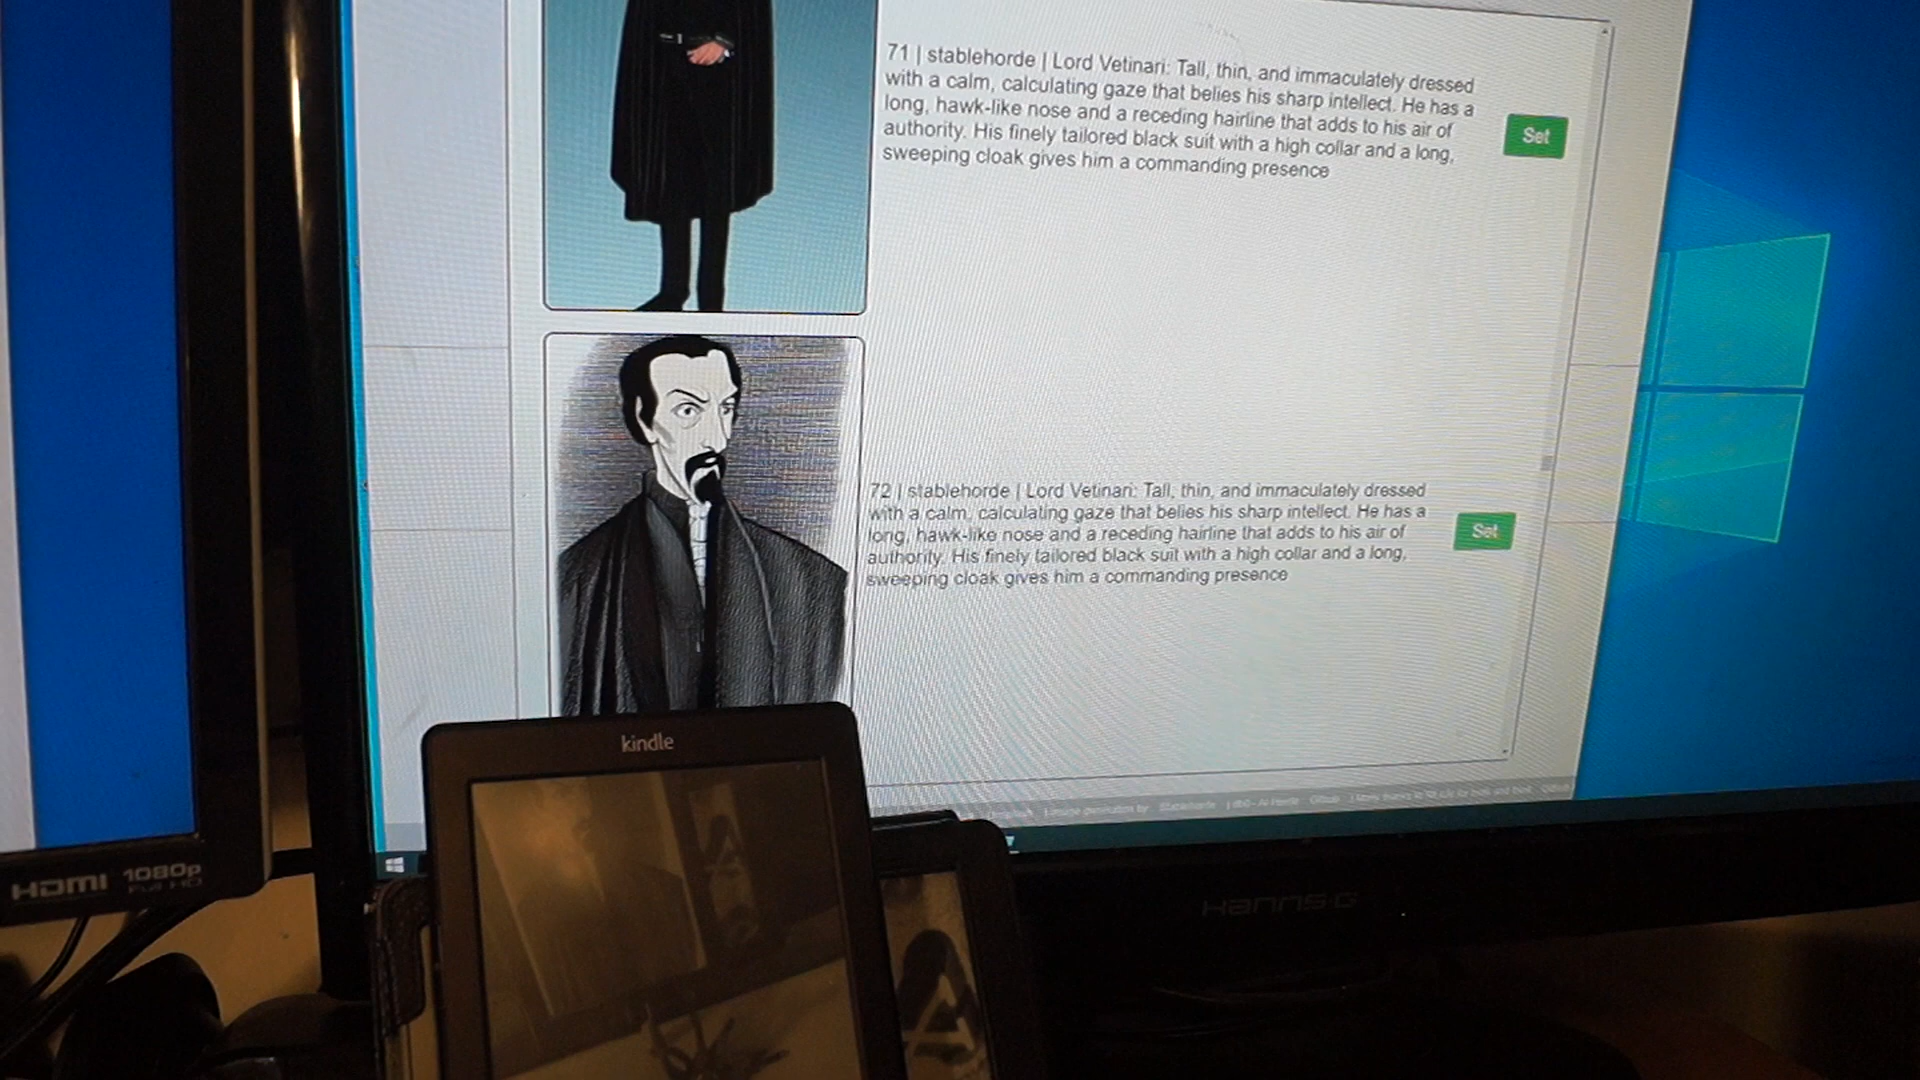 71 | stablehorde | Lord Vetinari: Tall, thin, and immaculately dressed
with a calm, calculating gaze that belies his sharp intellect. He has a
long, hawk-like nose and a receding hairline that adds to his air of
authority. His finely tailored black suit with a high collar and a long,
sweeping cloak gives him a commanding presence
Set
72 | stablehorde | Lord Vetinari: Tall, thin, and immaculately dressed
with a calm, calculating gaze that belies his sharp intellect. He has a
long, hawk-like nose and a receding hairline that adds to his air of
authority. His finely tailored black suit with a high collar and a long,
sweeping cloak gives him a commanding presence
Set
kindle
HDMI 1080p
Full HD
HANNS.G